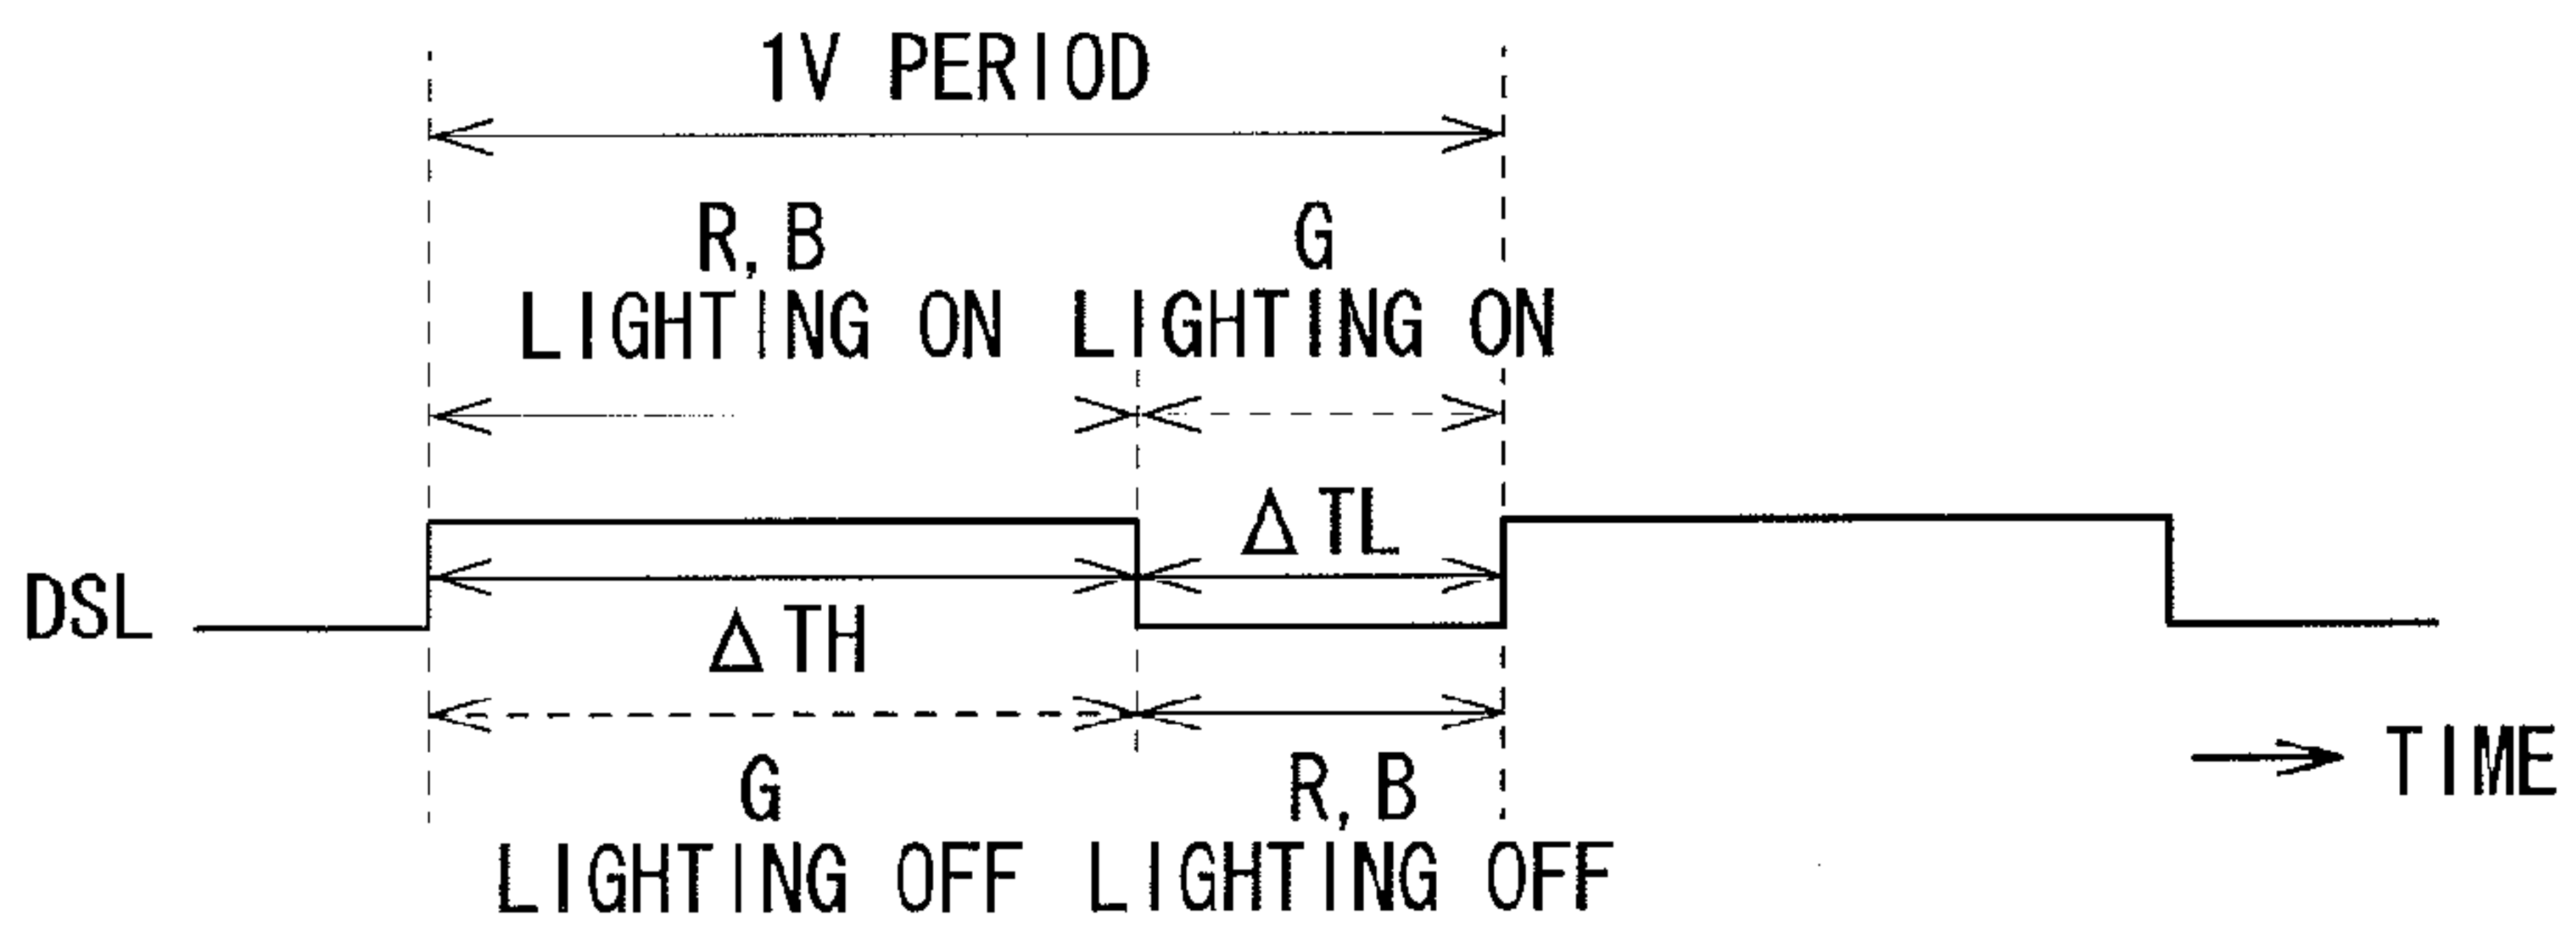 1V PERIOD
R, B G
LIGHTING ON LIGHTING ON
ΔTL
DSL
ΔTH
G R, B
LIGHTING OFF LIGHTING OFF
TIME